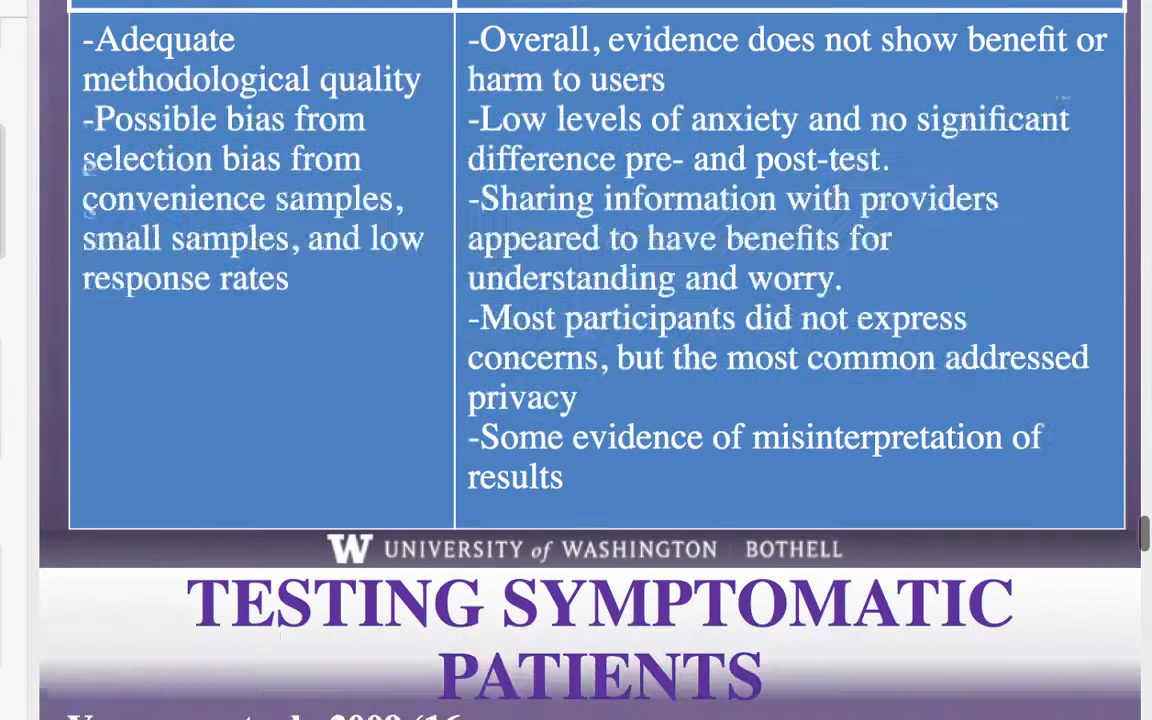 -Adequate
methodological quality
-Possible bias from
selection bias from
convenience samples,
small samples, and low
response rates
-Overall, evidence does not show benefit or
harm to users
-Low levels of anxiety and no significant
difference pre- and post-test.
-Sharing information with providers
appeared to have benefits for
understanding and worry.
-Most participants did not express
concerns, but the most common addressed
privacy
-Some evidence of misinterpretation of
results
W UNIVERSITY of WASHINGTON BOTHELL
TESTING SYMPTOMATIC
PATIENTS